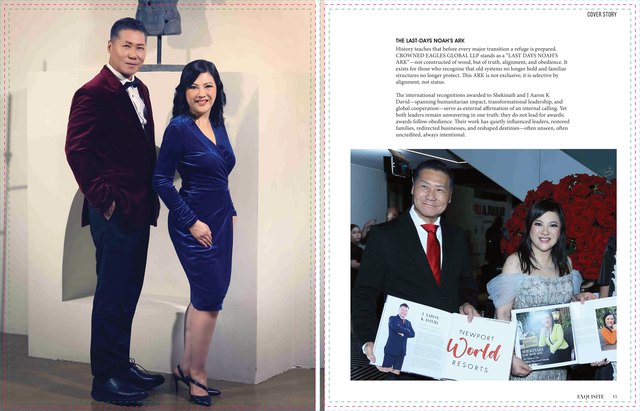 COVER STORY
THE LAST-DAYS NOAH'S ARK
History teaches that before every major transition a refuge is prepared.
CROWNED EAGLES GLOBAL LLP stands as a "LAST DAYS NOAH'S
ARK"—not constructed of wood, but of truth, alignment, and obedience. It
exists for those who recognise that old systems no longer hold and familiar
structures no longer protect. This ARK is not exclusive; it is selective by
alignment, not status.
The international recognitions awarded to Shekinaih and J Aaron K
David—spanning humanitarian impact, transformational leadership, and
global cooperation—serve as external affirmation of an internal calling. Yet
both leaders remain unwavering in one truth: they do not lead for awards;
awards follow obedience. Their work has quietly influenced leaders, restored
families, redirected businesses, and reshaped destinies—often unseen, often
uncredited, always intentional.
MAMJA
J AARON
K DAVID
NEWPORT
World
RESORTS
SHEKINAIH
EXQUISITE